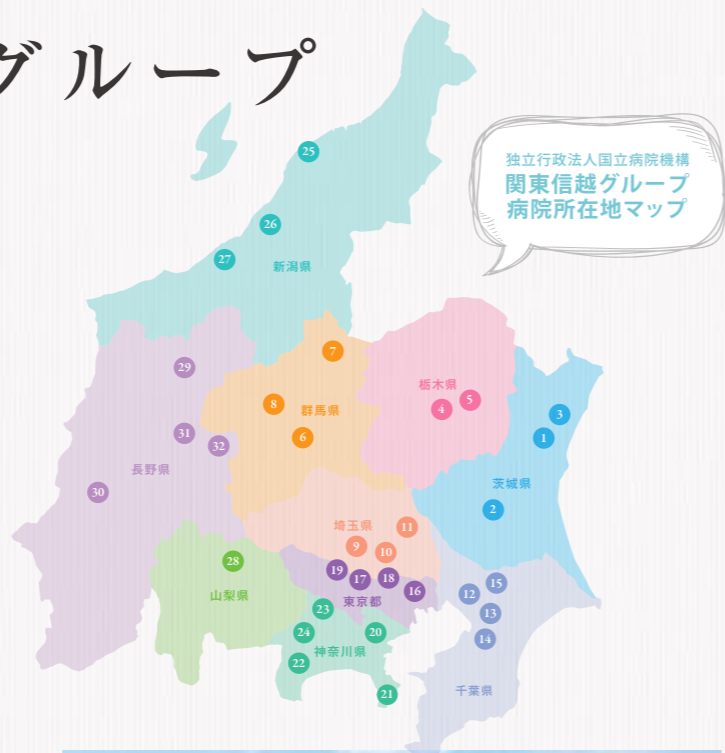 グループ
独立行政法人国立病院機構
関東信越グループ
病院所在地マップ
25
26
27
新潟県
7
29
栃木県
8
群馬県
4
5
3
31
6
1
32
長野県
茨城県
30
2
埼玉県
11
9
10
28
19
17
18
15
山梨県
東京都
16
12
23
13
24
20
14
神奈川県
22
21
千葉県